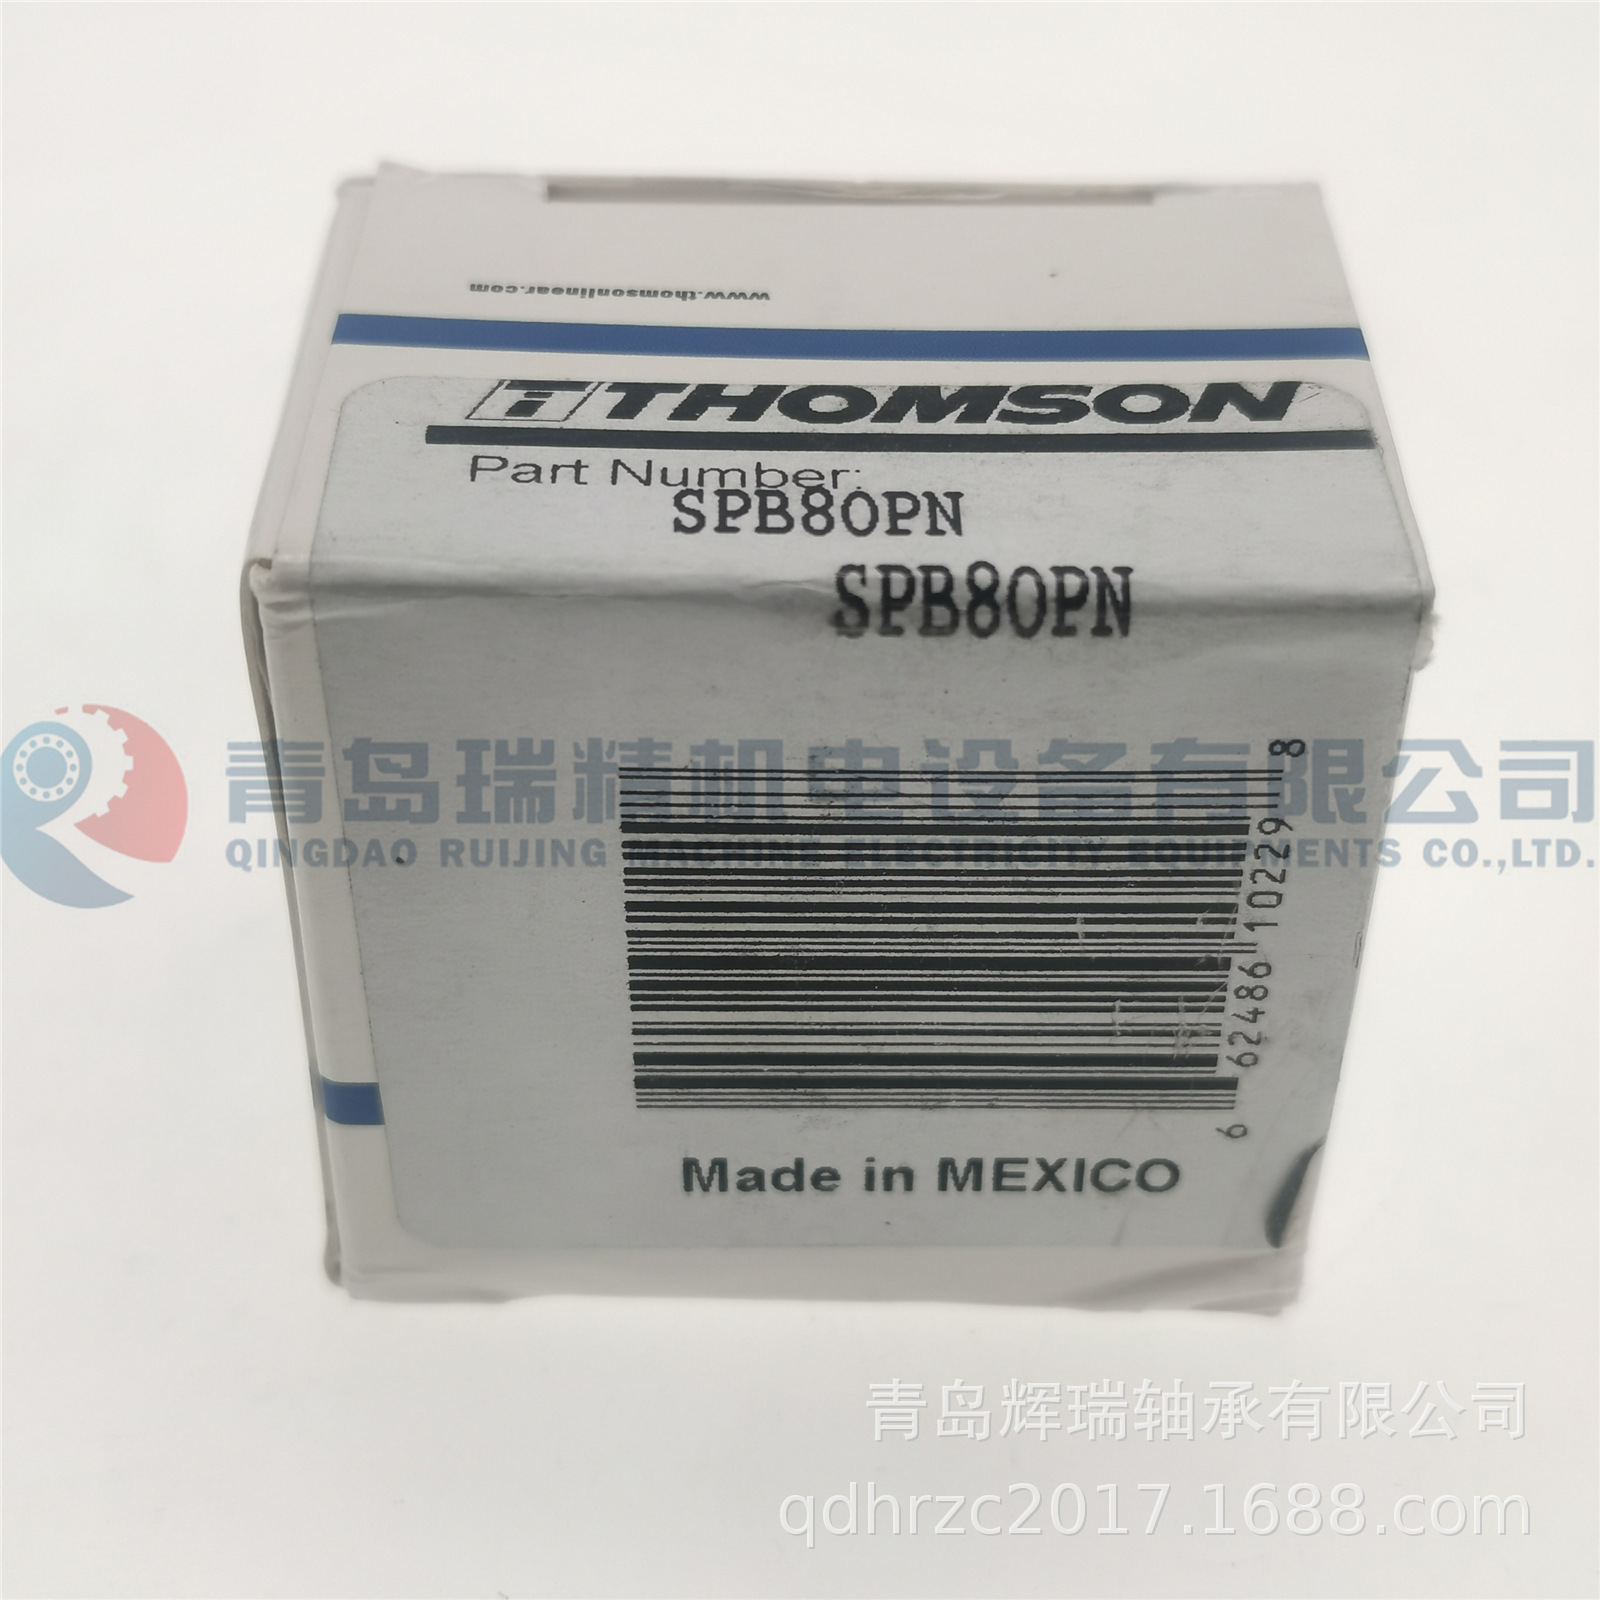 www.thomsonlinear.com
THOMSON
Part Number:
SPB80PN
SPB80PN
青岛瑞精机电设备有限公司
QINGDAO RUIJING MACHINE ELECTRICITY EQUIPMENTS CO.,LTD.
6 62486 10229 8
Made in MEXICO
青岛辉瑞轴承有限公司
qdhrzc2017.1688.com